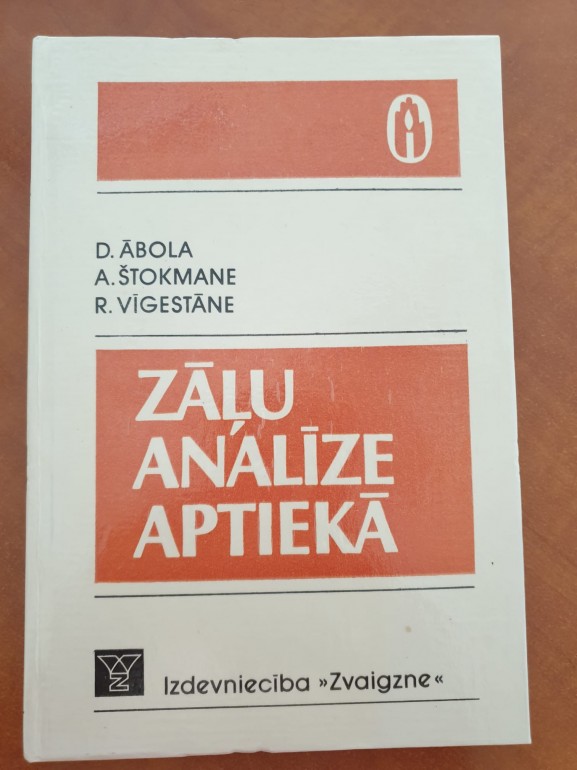 D. ĀBOLA
A. ŠTOKMANE
R. VĪGESTĀNE
ZĀĻU
ANALĪZE
APTIEKĀ
Izdevniecība »Zvaigzne«